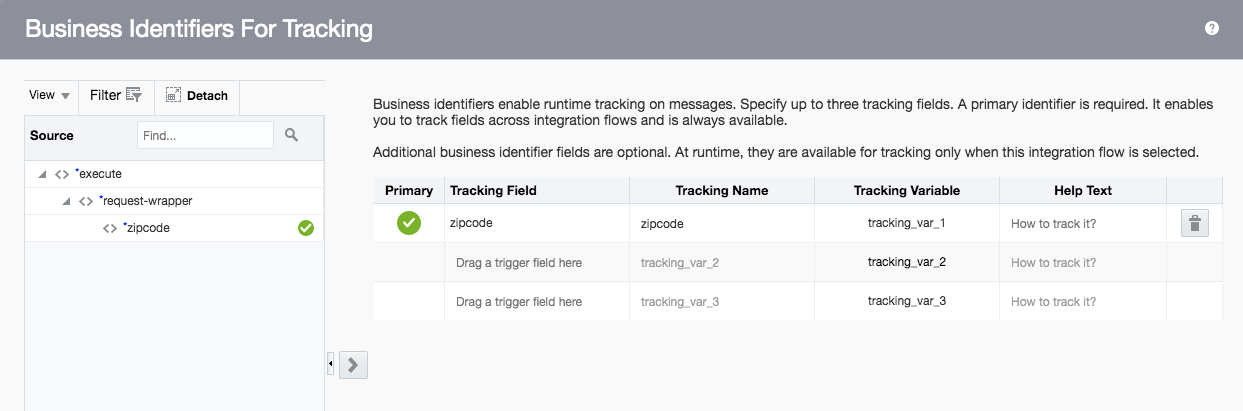 Business Identifiers For Tracking
?
View Filter Detach
Source Find...
*execute
*request-wrapper
*zipcode
Business identifiers enable runtime tracking on messages. Specify up to three tracking fields. A primary identifier is required. It enables
you to track fields across integration flows and is always available.
Additional business identifier fields are optional. At runtime, they are available for tracking only when this integration flow is selected.
Primary Tracking Field Tracking Name Tracking Variable Help Text
zipcode zipcode tracking_var_1 How to track it?
Drag a trigger field here tracking_var_2 tracking_var_2 How to track it?
Drag a trigger field here tracking_var_3 tracking_var_3 How to track it?